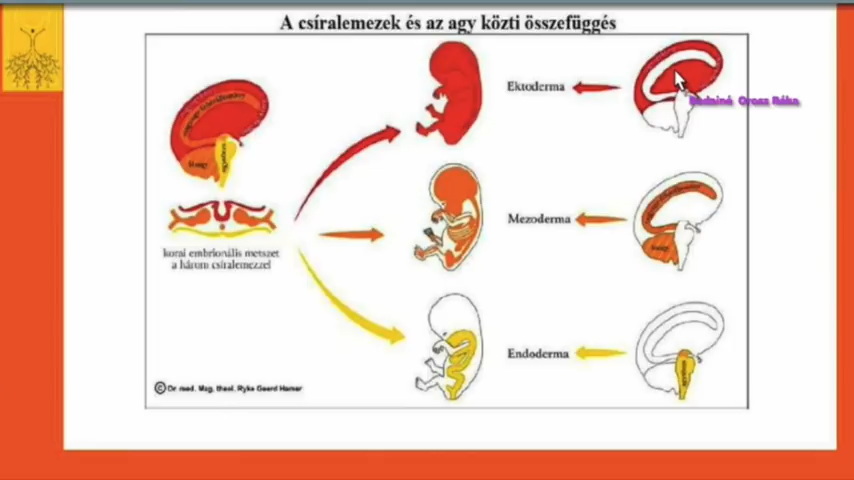 A csíralemezek és az agy közti összefüggés
Ektoderma
Mezoderma
korai embrionális metszet
a három csíralemezzel
Endoderma
© Dr med. Mag. theol. Ryke Geerd Hamer